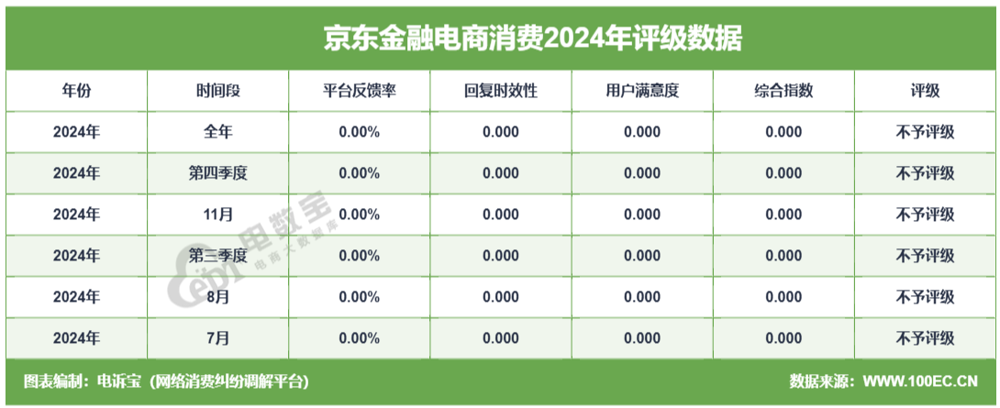 京东金融电商消费2024年评级数据
年份 时间段 平台反馈率 回复时效性 用户满意度 综合指数 评级
2024年 全年 0.00% 0.000 0.000 0.000 不予评级
2024年 第四季度 0.00% 0.000 0.000 0.000 不予评级
2024年 11月 0.00% 0.000 0.000 0.000 不予评级
2024年 第三季度 0.00% 0.000 0.000 0.000 不予评级
2024年 8月 0.00% 0.000 0.000 0.000 不予评级
2024年 7月 0.00% 0.000 0.000 0.000 不予评级
电数宝
电商大数据库
图表编制：电诉宝（网络消费纠纷调解平台）
数据来源：WWW.100EC.CN